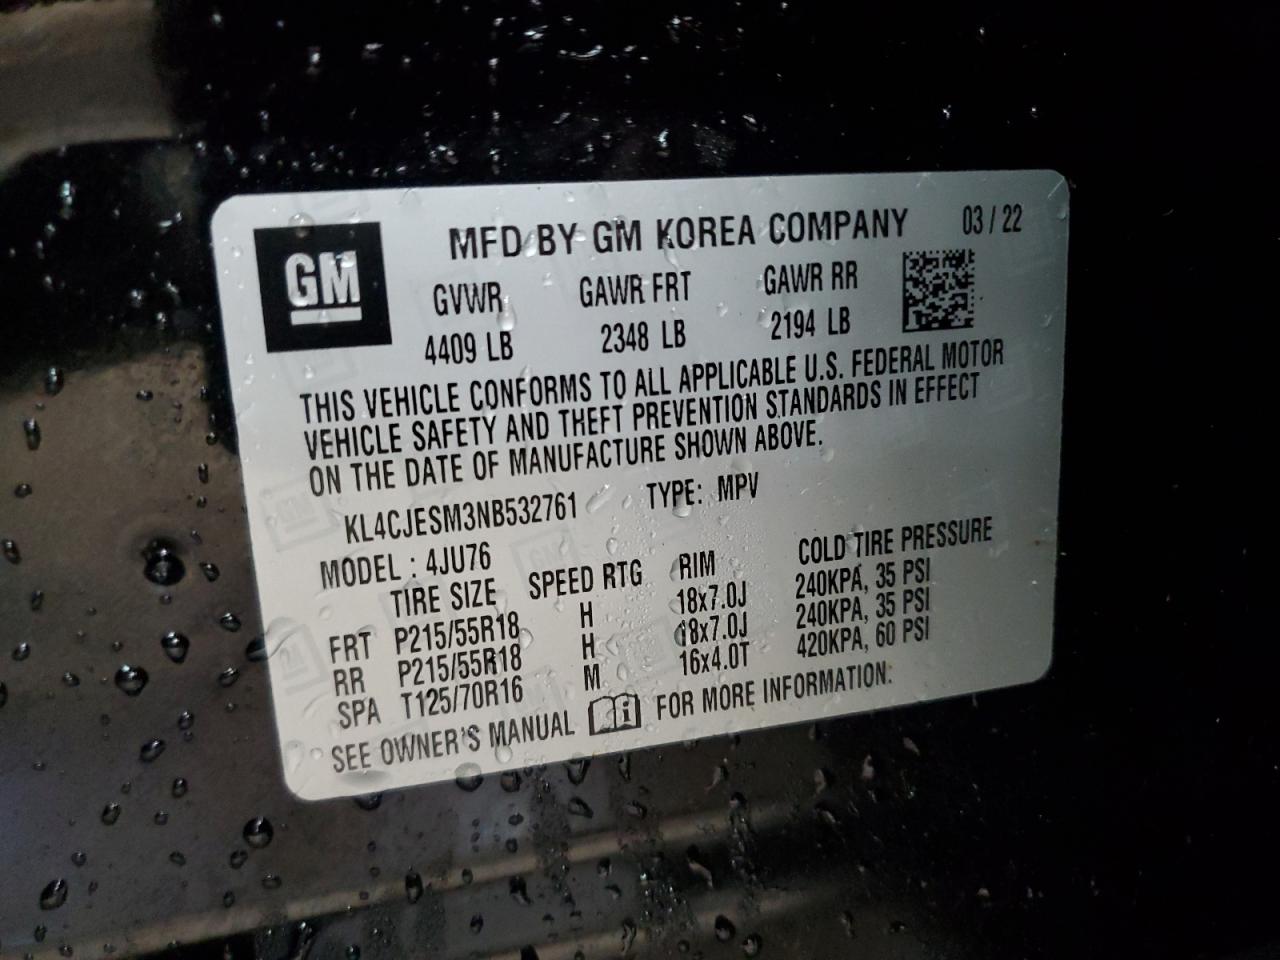 GM
MFD BY GM KOREA COMPANY 03 / 22
GVWR GAWR FRT GAWR RR
4409 LB 2348 LB 2194 LB
THIS VEHICLE CONFORMS TO ALL APPLICABLE U.S. FEDERAL MOTOR
VEHICLE SAFETY AND THEFT PREVENTION STANDARDS IN EFFECT
ON THE DATE OF MANUFACTURE SHOWN ABOVE.
KL4CJESM3NB532761 TYPE: MPV
MODEL : 4JU76
TIRE SIZE SPEED RTG RIM COLD TIRE PRESSURE
FRT P215/55R18 H 18x7.0J 240KPA, 35 PSI
RR P215/55R18 H 18x7.0J 240KPA, 35 PSI
SPA T125/70R16 M 16x4.0T 420KPA, 60 PSI
SEE OWNER'S MANUAL i FOR MORE INFORMATION.